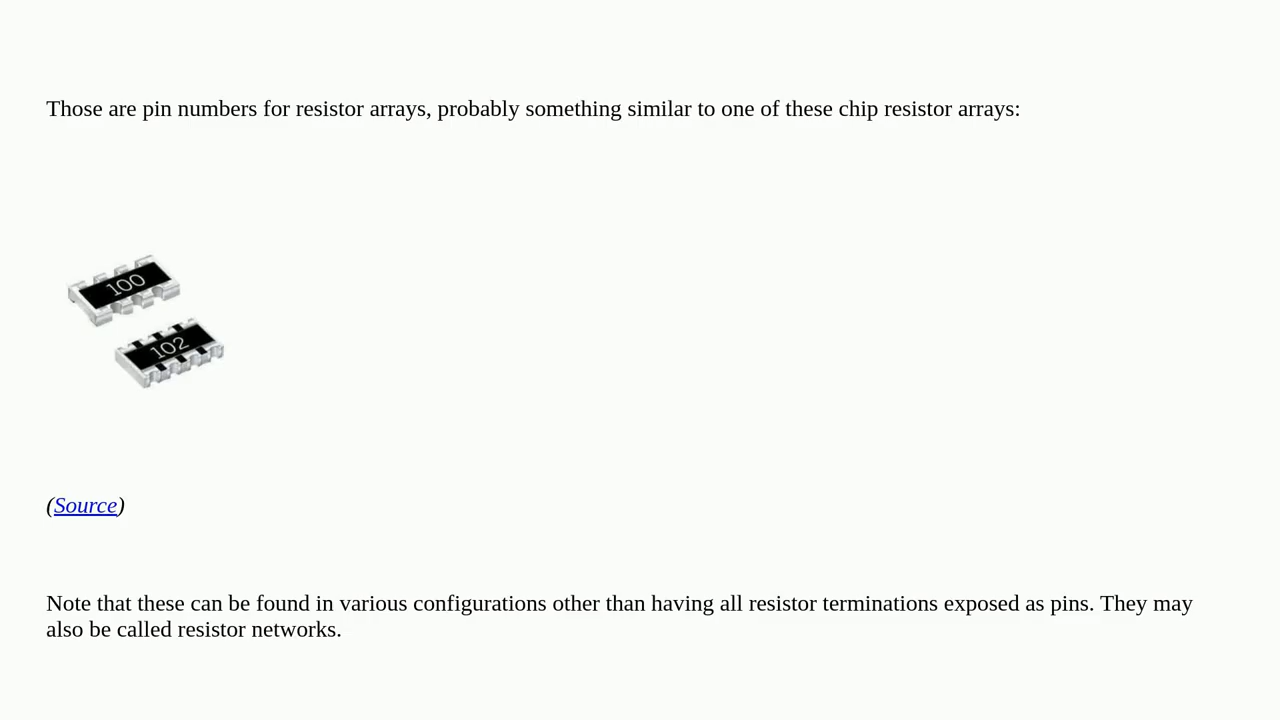 Those are pin numbers for resistor arrays, probably something similar to one of these chip resistor arrays:
100
102
(Source)
Note that these can be found in various configurations other than having all resistor terminations exposed as pins. They may
also be called resistor networks.